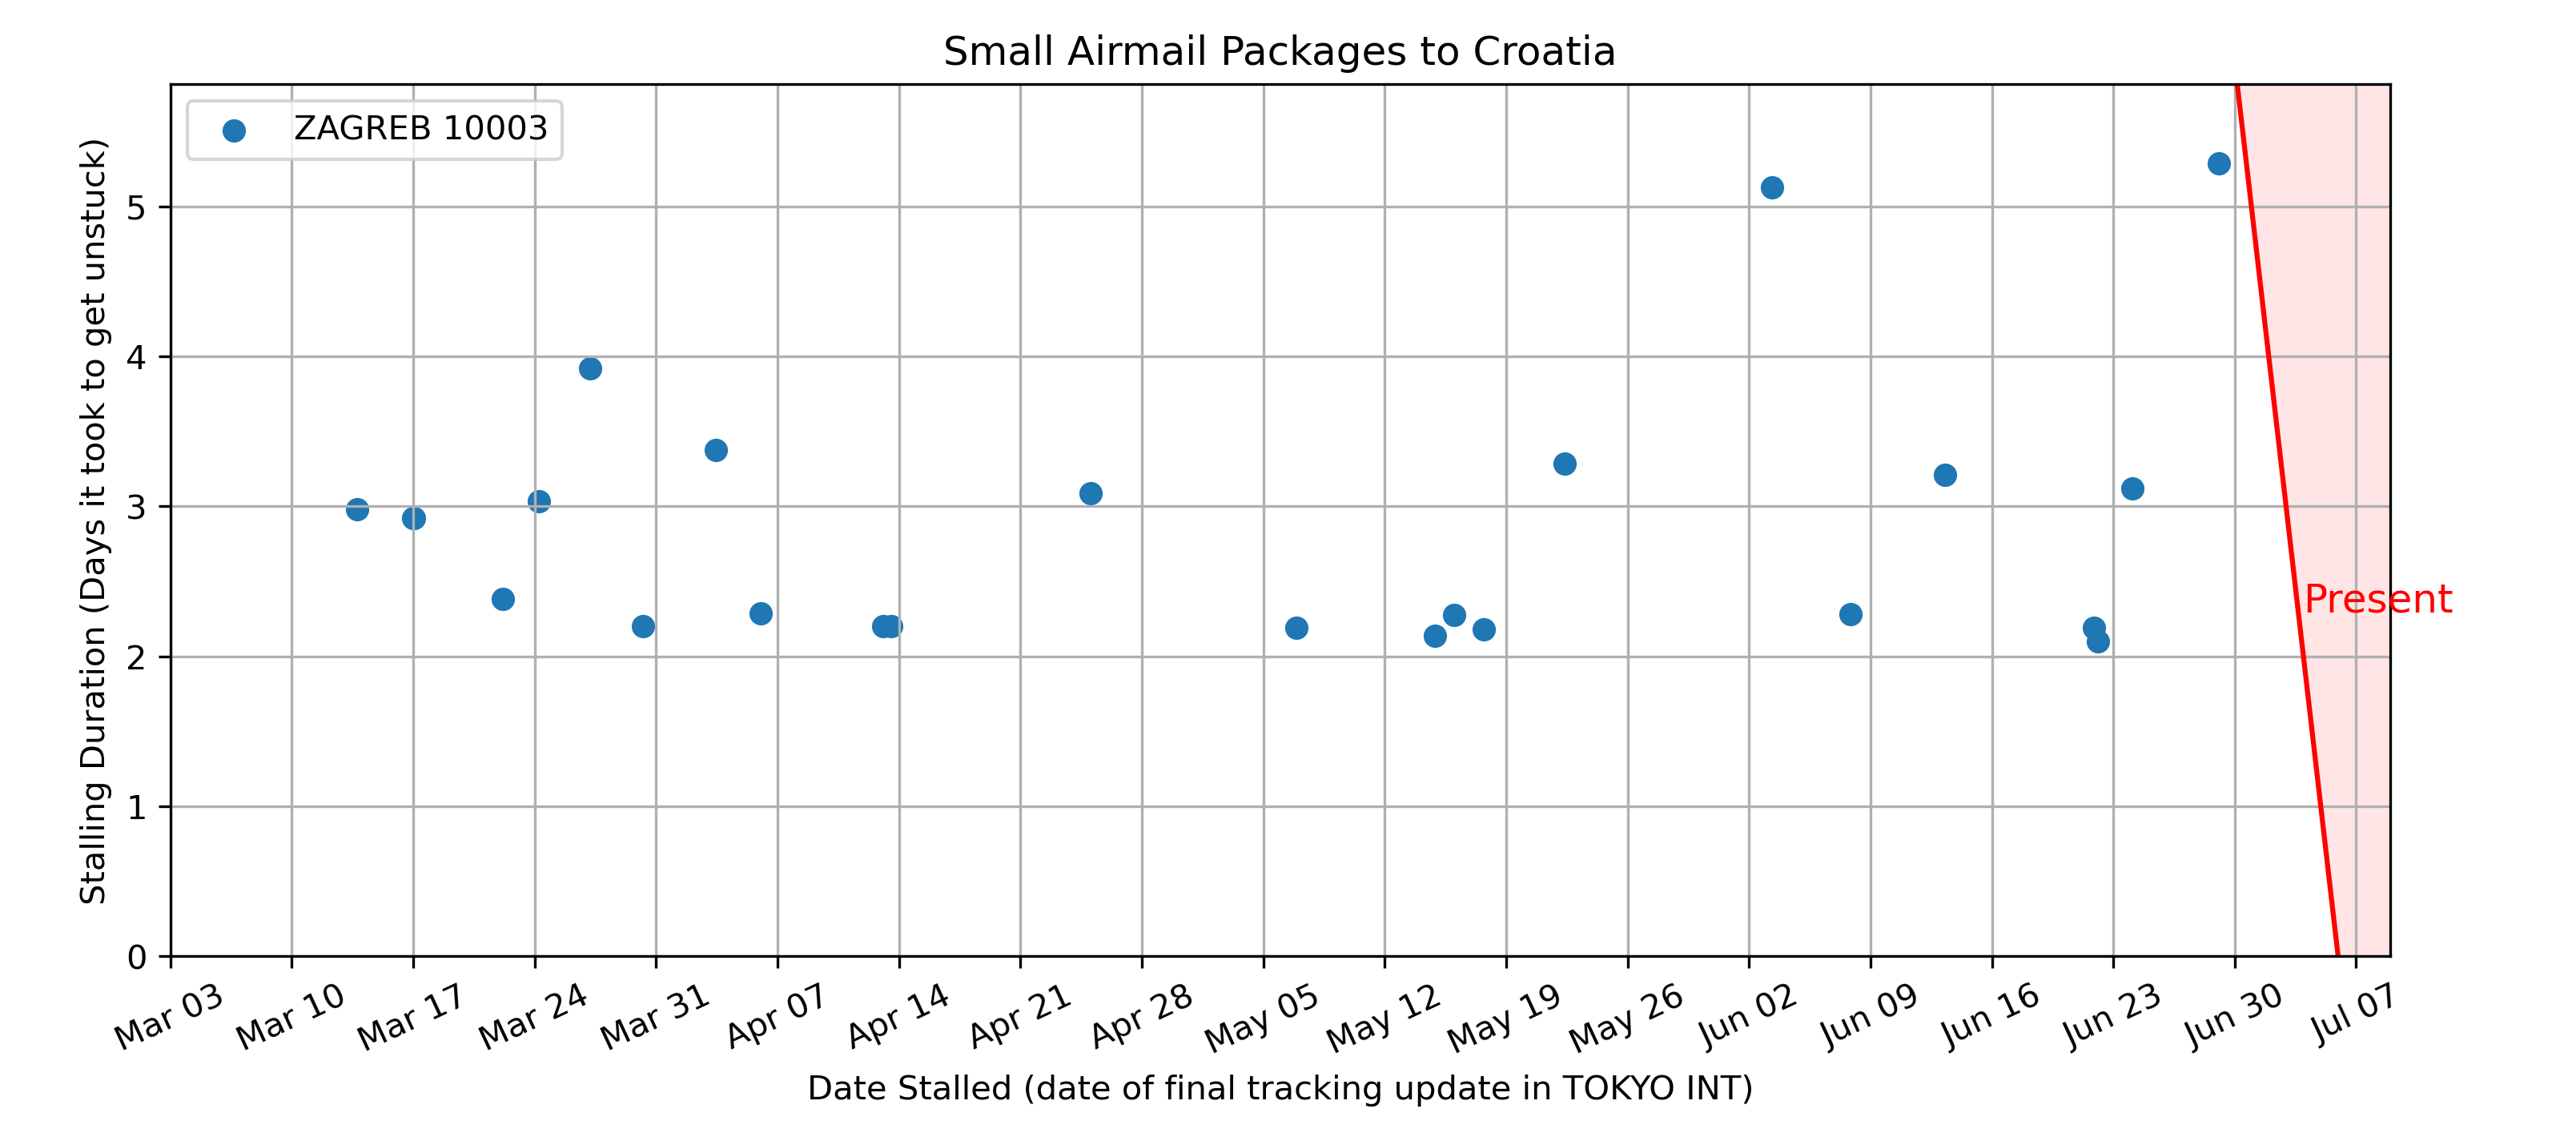 Small Airmail Packages to Croatia
ZAGREB 10003
Stalling Duration (Days it took to get unstuck)
5
4
3
2
1
0
Present
Mar 03
Mar 10
Mar 17
Mar 24
Mar 31
Apr 07
Apr 14
Apr 21
Apr 28
May 05
May 12
May 19
May 26
Jun 02
Jun 09
Jun 16
Jun 23
Jun 30
Jul 07
Date Stalled (date of final tracking update in TOKYO INT)